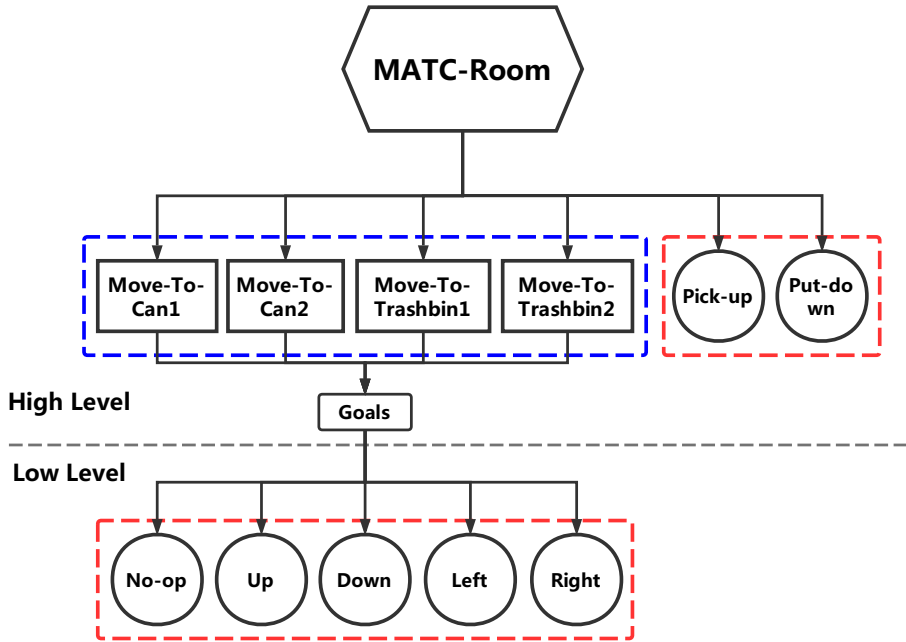 MATC-Room
Move-To-
Can1
Move-To-
Can2
Move-To-
Trashbin1
Move-To-
Trashbin2
Pick-up
Put-do
wn
High Level
Goals
Low Level
No-op
Up
Down
Left
Right